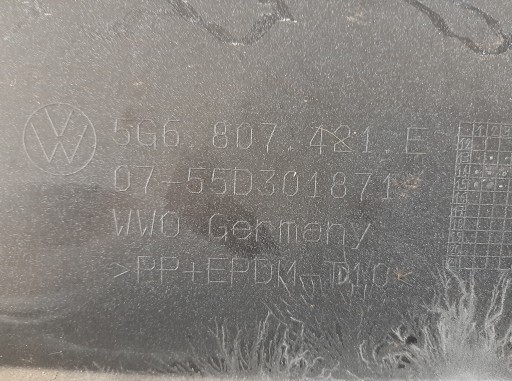 5G6 807 421 E
07-55D301871
WWO Germany
>PP+EPDM-TD10<